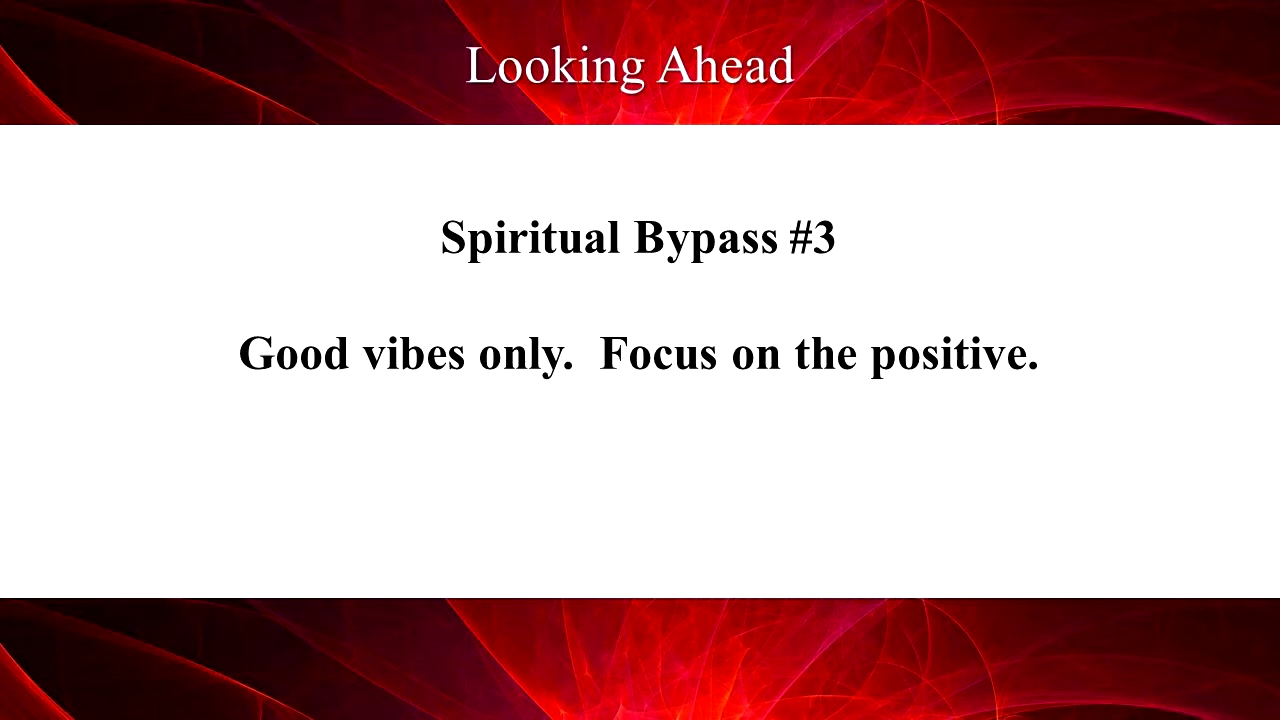 Looking Ahead
Spiritual Bypass #3
Good vibes only.  Focus on the positive.